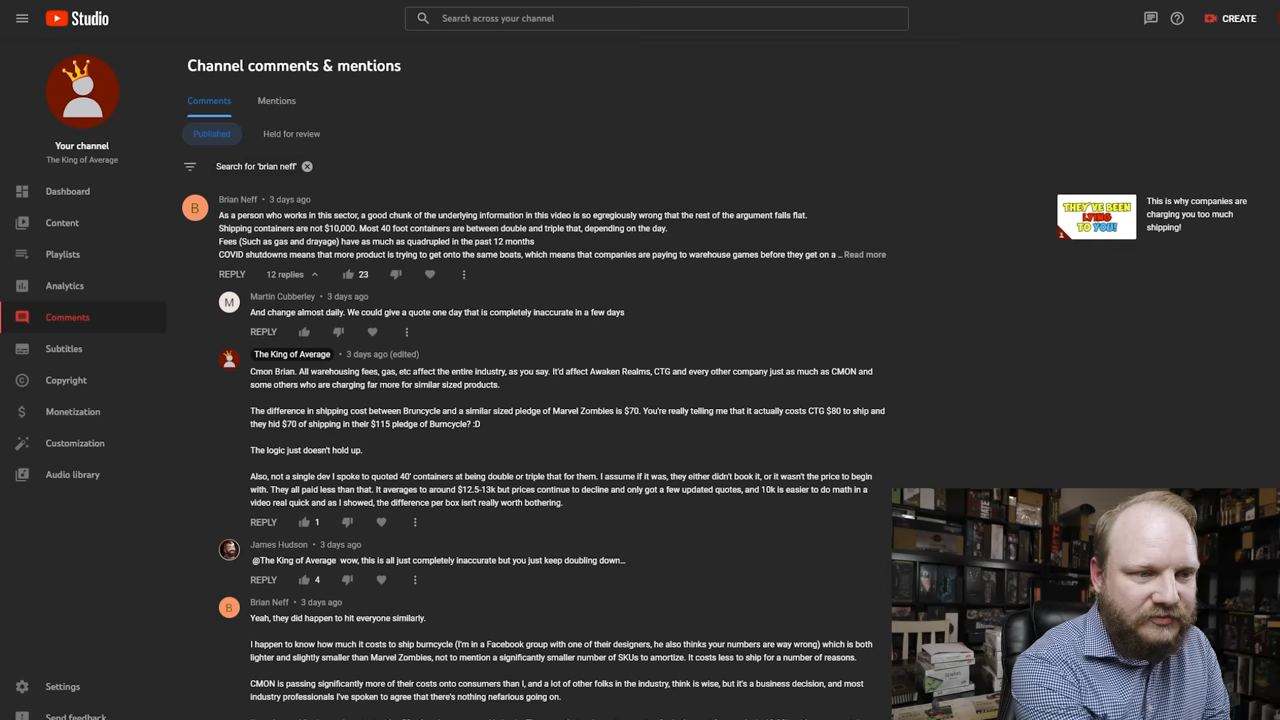 Studio
Search across your channel
CREATE
Channel comments & mentions
Comments
Mentions
Published
Held for review
Search for 'brian neff'
Your channel
The King of Average
Dashboard
Content
Playlists
Analytics
Comments
Subtitles
Copyright
Monetization
Customization
Audio library
Settings
Send feedback
B
Brian Neff • 3 days ago
As a person who works in this sector, a good chunk of the underlying information in this video is so egregiously wrong that the rest of the argument falls flat.
Shipping containers are not $10,000. Most 40 foot containers are between double and triple that, depending on the day.
Fees (Such as gas and drayage) have as much as quadrupled in the past 12 months
COVID shutdowns means that more product is trying to get onto the same boats, which means that companies are paying to warehouse games before they get on a ... Read more
REPLY 12 replies 23
THEY'VE BEEN
LYING
TO YOU!
This is why companies are
charging you too much
shipping!
M
Martin Cubberley • 3 days ago
And change almost daily. We could give a quote one day that is completely inaccurate in a few days
REPLY
The King of Average • 3 days ago (edited)
Cmon Brian. All warehousing fees, gas, etc affect the entire industry, as you say. It'd affect Awaken Realms, CTG and every other company just as much as CMON and
some others who are charging far more for similar sized products.
The difference in shipping cost between Bruncycle and a similar sized pledge of Marvel Zombies is $70. You're really telling me that it actually costs CTG $80 to ship and
they hid $70 of shipping in their $115 pledge of Burncycle? :D
The logic just doesn't hold up.
Also, not a single dev I spoke to quoted 40' containers at being double or triple that for them. I assume if it was, they either didn't book it, or it wasn't the price to begin
with. They all paid less than that. It averages to around $12.5-13k but prices continue to decline and only got a few updated quotes, and 10k is easier to do math in a
video real quick and as I showed, the difference per box isn't really worth bothering.
REPLY 1
James Hudson • 3 days ago
@The King of Average wow, this is all just completely inaccurate but you just keep doubling down...
REPLY 4
B
Brian Neff • 3 days ago
Yeah, they did happen to hit everyone similarly.
I happen to know how much it costs to ship burncycle (I'm in a Facebook group with one of their designers, he also thinks your numbers are way wrong) which is both
lighter and slightly smaller than Marvel Zombies, not to mention a significantly smaller number of SKUs to amortize. It costs less to ship for a number of reasons.
CMON is passing significantly more of their costs onto consumers than I, and a lot of other folks in the industry, think is wise, but it's a business decision, and most
industry professionals I've spoken to agree that there's nothing nefarious going on.